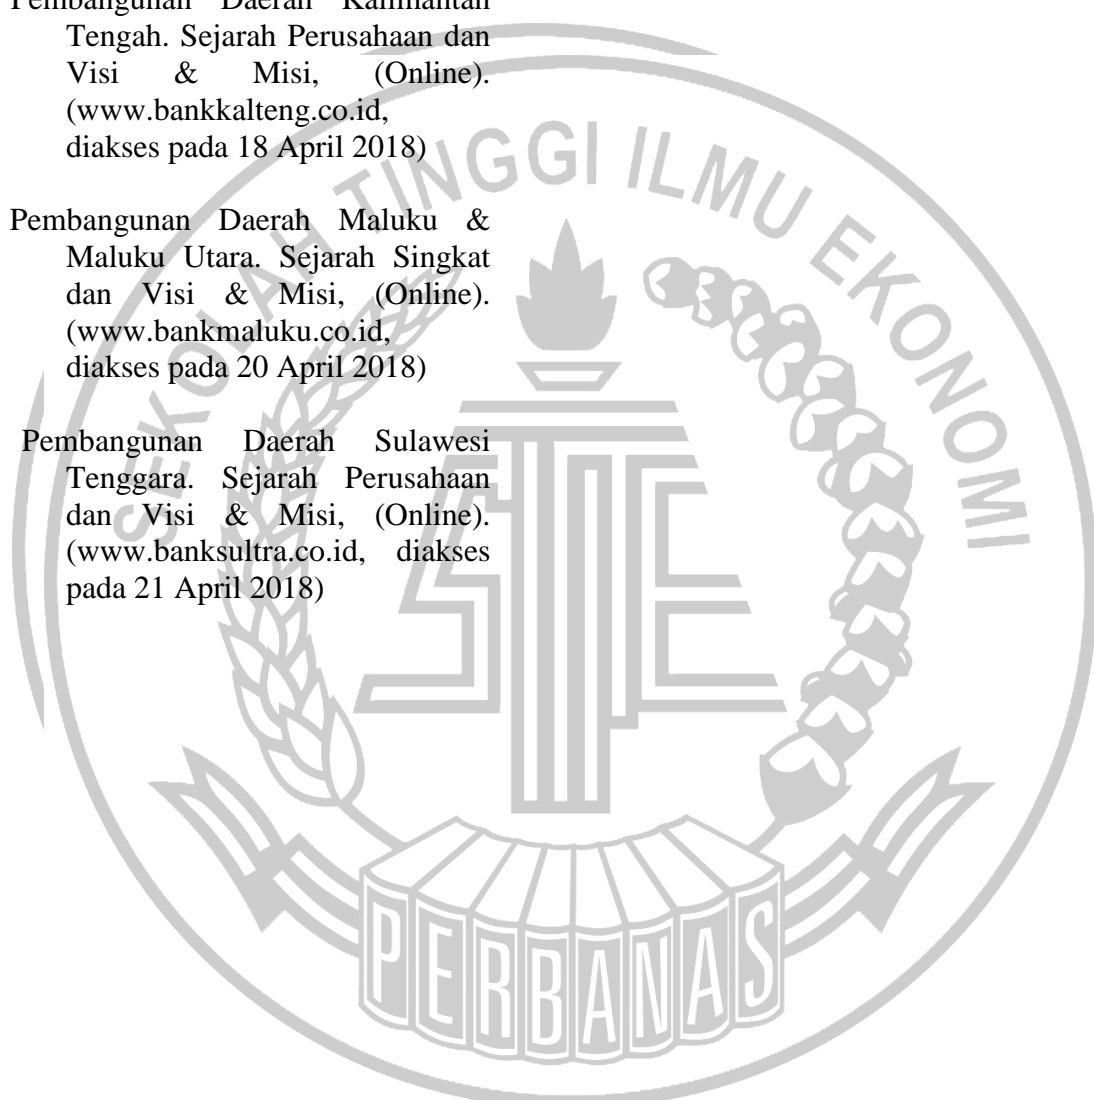 Pembangunan Daerah Kalimantan
Tengah. Sejarah Perusahaan dan
Visi & Misi, (Online).
(www.bankkalteng.co.id,
diakses pada 18 April 2018)
Pembangunan Daerah Maluku &
Maluku Utara. Sejarah Singkat
dan Visi & Misi, (Online).
(www.bankmaluku.co.id,
diakses pada 20 April 2018)
Pembangunan Daerah Sulawesi
Tenggara. Sejarah Perusahaan
dan Visi & Misi, (Online).
(www.banksultra.co.id, diakses
pada 21 April 2018)
SEKOLAH TINGGI ILMU EKONOMI
STIE
PERBANAS